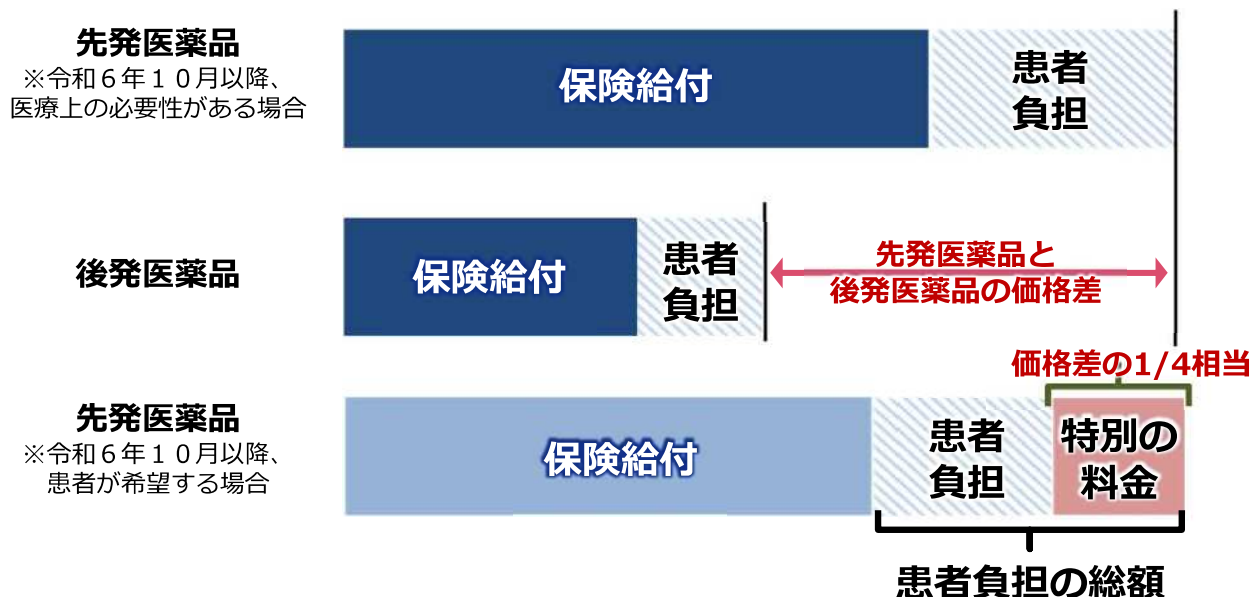 先発医薬品
※令和６年１０月以降、
医療上の必要性がある場合
保険給付
患者
負担
後発医薬品
保険給付
患者
負担
先発医薬品と
後発医薬品の価格差
価格差の1/4相当
先発医薬品
※令和６年１０月以降、
患者が希望する場合
保険給付
患者
負担
特別の
料金
患者負担の総額